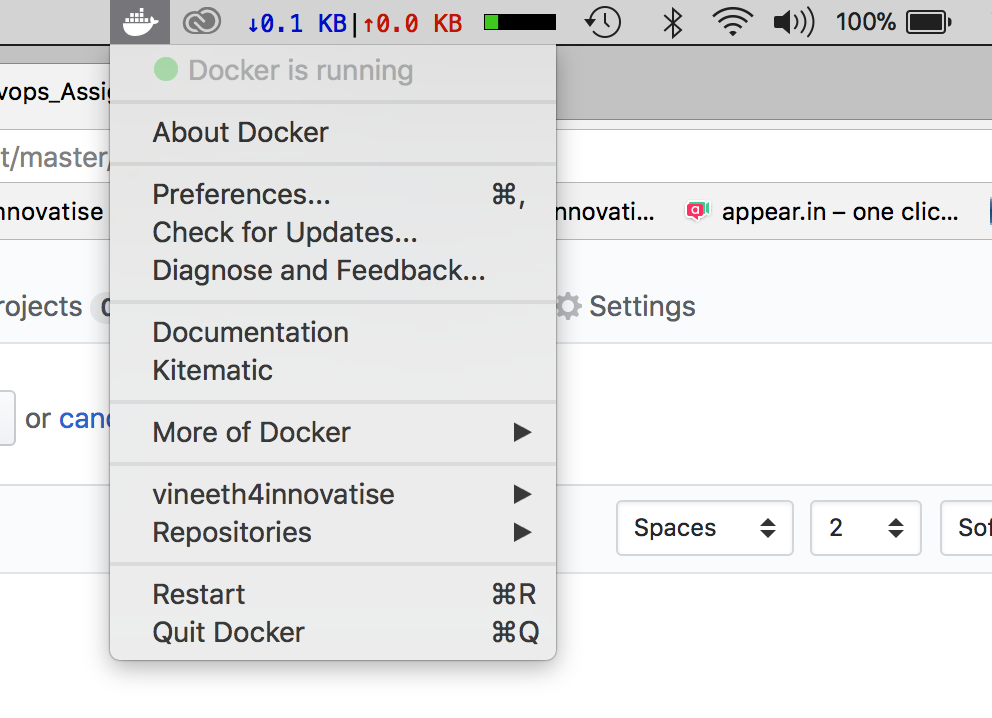 ↓0.1 KB|↑0.0 KB 100%
Docker is running
vops_Assig
About Docker
t/master/
Preferences... ⌘,
nnovatise nnovati... appear.in – one clic...
Check for Updates...
Diagnose and Feedback...
rojects 0 Settings
Documentation
Kitematic
or canc
More of Docker
vineeth4innovatise
Spaces 2 Sof
Repositories
Restart ⌘R
Quit Docker ⌘Q